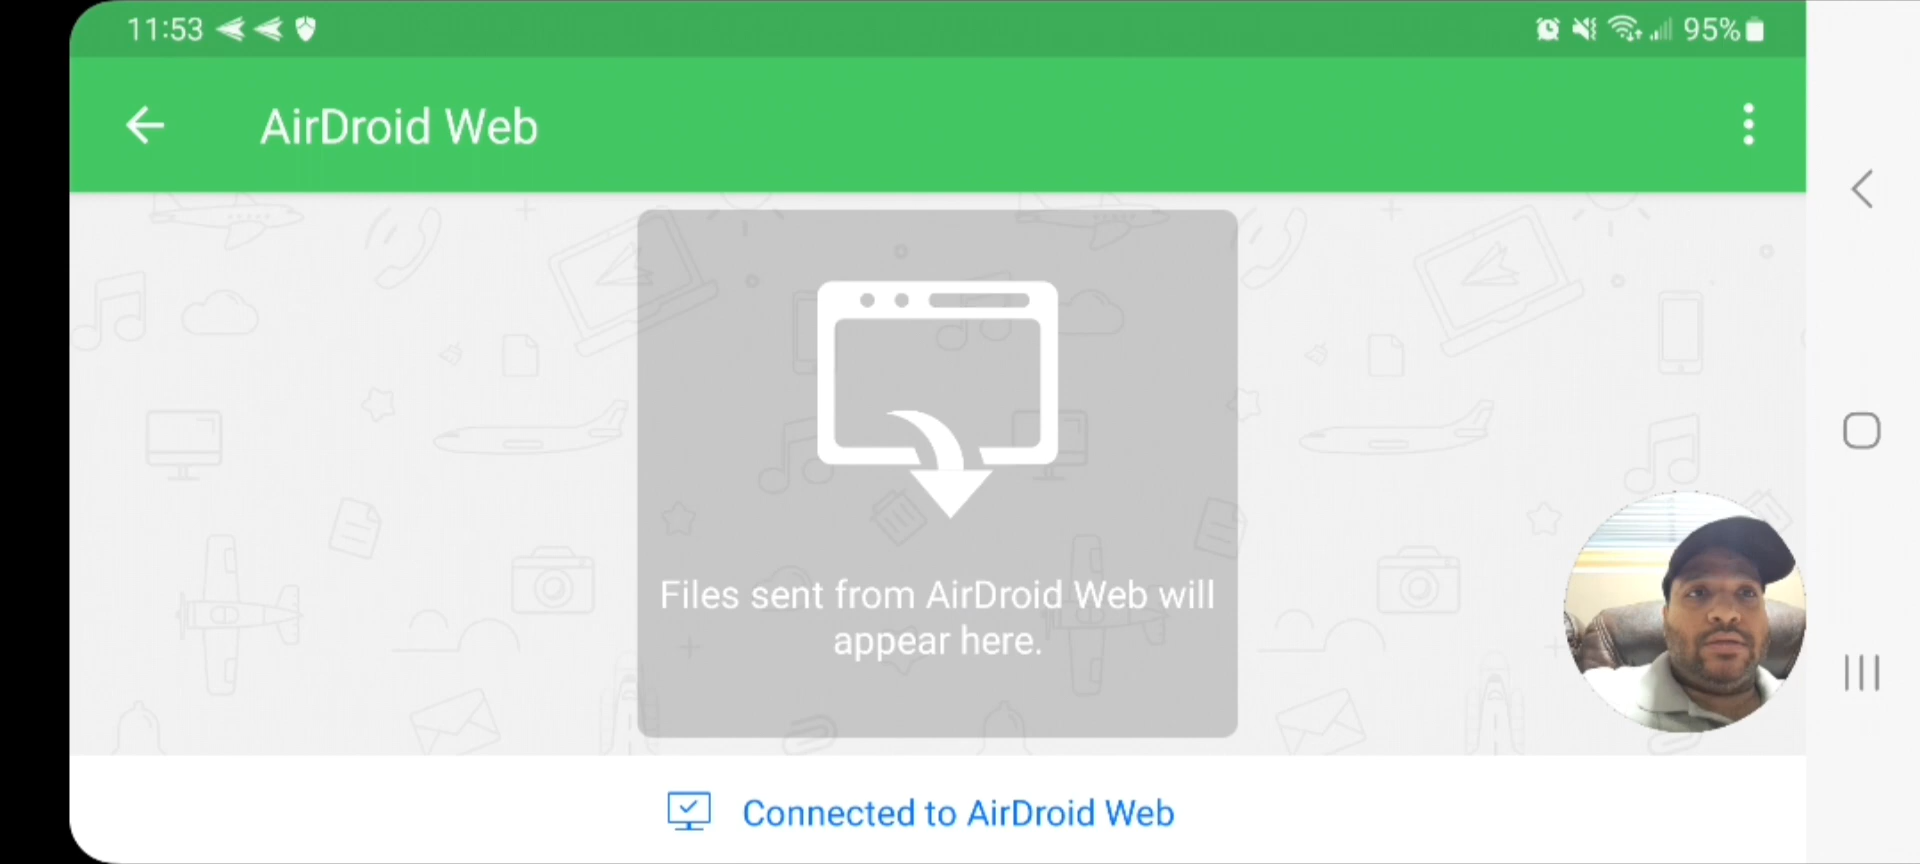 11:53
95%
AirDroid Web
Files sent from AirDroid Web will
appear here.
Connected to AirDroid Web